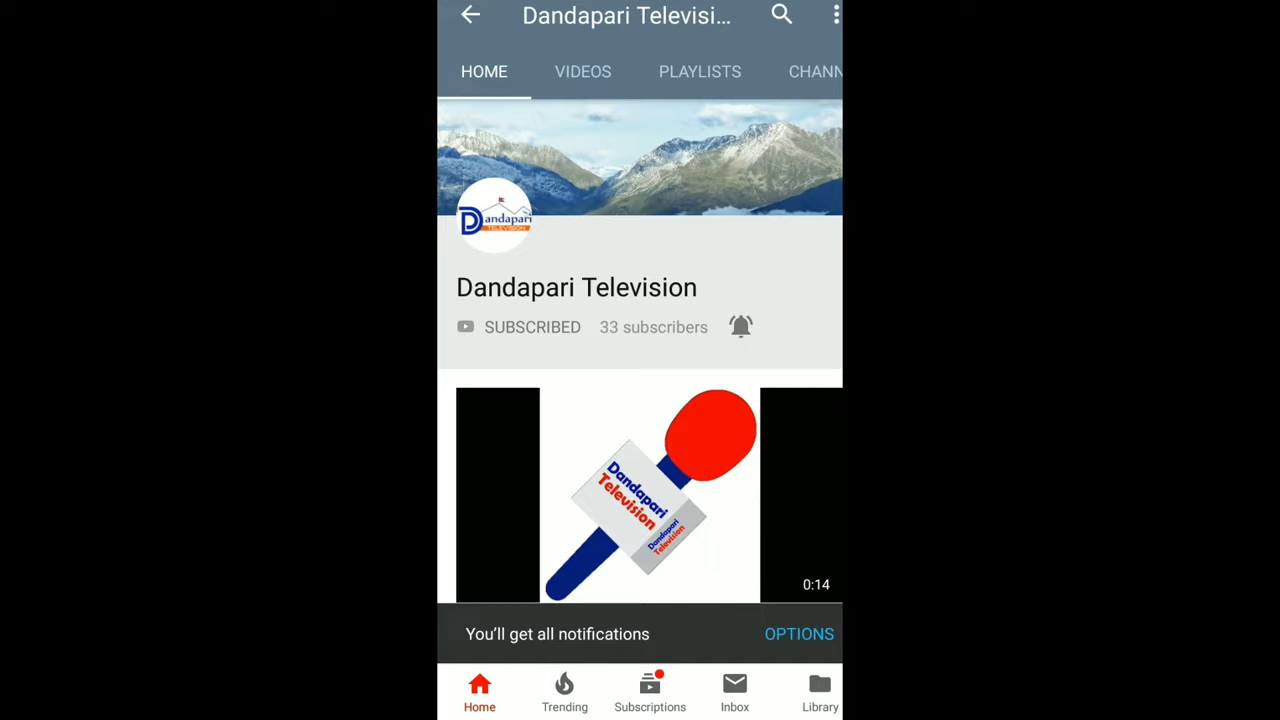 Dandapari Televisi...
HOME VIDEOS PLAYLISTS CHANN
Dandapari
TELEVISION
Dandapari Television
SUBSCRIBED 33 subscribers
Dandapari
Television
Dandapari
Television
0:14
You'll get all notifications OPTIONS
Home Trending Subscriptions Inbox Library